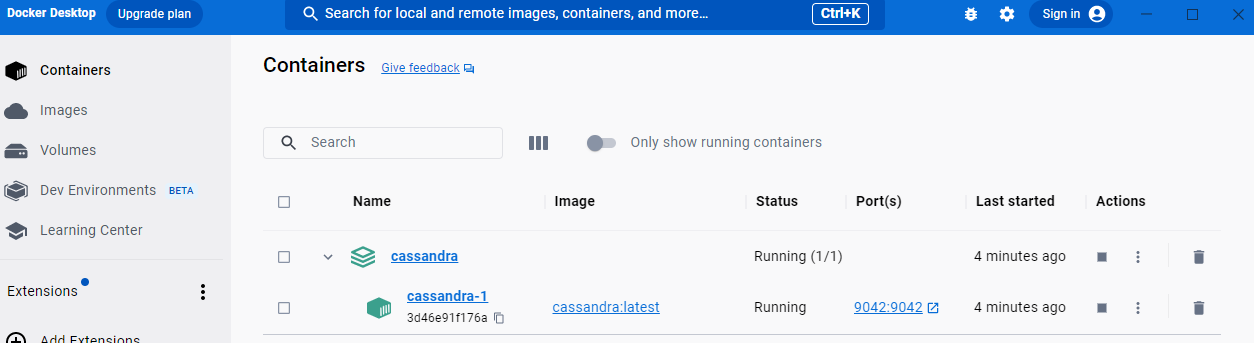 Docker Desktop Upgrade plan Search for local and remote images, containers, and more... Ctrl+K Sign in
Containers
Images
Volumes
Dev Environments BETA
Learning Center
Extensions
Add Extensions
Containers Give feedback
Search Only show running containers
Name Image Status Port(s) Last started Actions
cassandra Running (1/1) 4 minutes ago
cassandra-1
3d46e91f176a cassandra:latest Running 9042:9042 4 minutes ago